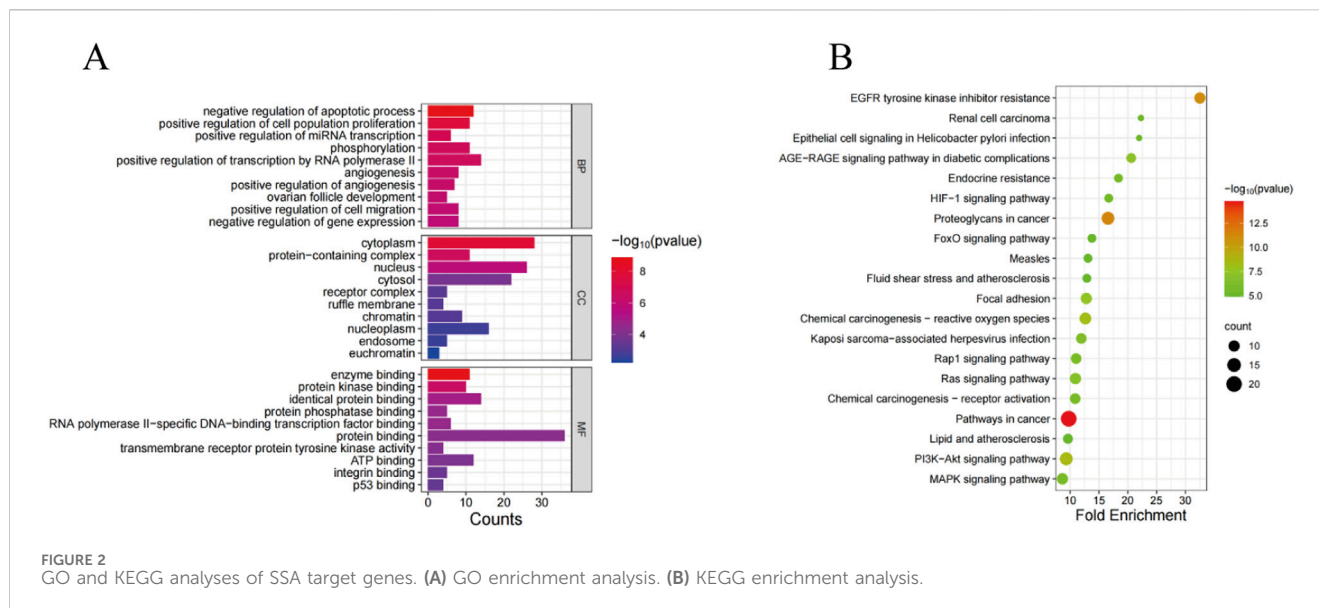 A
negative regulation of apoptotic process
positive regulation of cell population proliferation
positive regulation of miRNA transcription
phosphorylation
positive regulation of transcription by RNA polymerase II
angiogenesis
positive regulation of angiogenesis
ovarian follicle development
positive regulation of cell migration
negative regulation of gene expression
BP
cytoplasm
protein-containing complex
nucleus
cytosol
receptor complex
ruffle membrane
chromatin
nucleoplasm
endosome
euchromatin
CC
enzyme binding
protein kinase binding
identical protein binding
protein phosphatase binding
RNA polymerase II-specific DNA-binding transcription factor binding
protein binding
transmembrane receptor protein tyrosine kinase activity
ATP binding
integrin binding
p53 binding
MF
0 10 20 30
Counts
−log10(pvalue)
8
6
4
B
EGFR tyrosine kinase inhibitor resistance
Renal cell carcinoma
Epithelial cell signaling in Helicobacter pylori infection
AGE-RAGE signaling pathway in diabetic complications
Endocrine resistance
HIF-1 signaling pathway
Proteoglycans in cancer
FoxO signaling pathway
Measles
Fluid shear stress and atherosclerosis
Focal adhesion
Chemical carcinogenesis - reactive oxygen species
Kaposi sarcoma-associated herpesvirus infection
Rap1 signaling pathway
Ras signaling pathway
Chemical carcinogenesis - receptor activation
Pathways in cancer
Lipid and atherosclerosis
PI3K-Akt signaling pathway
MAPK signaling pathway
10 15 20 25 30
Fold Enrichment
−log10(pvalue)
12.5
10.0
7.5
5.0
count
10
15
20
FIGURE 2
GO and KEGG analyses of SSA target genes. (A) GO enrichment analysis. (B) KEGG enrichment analysis.